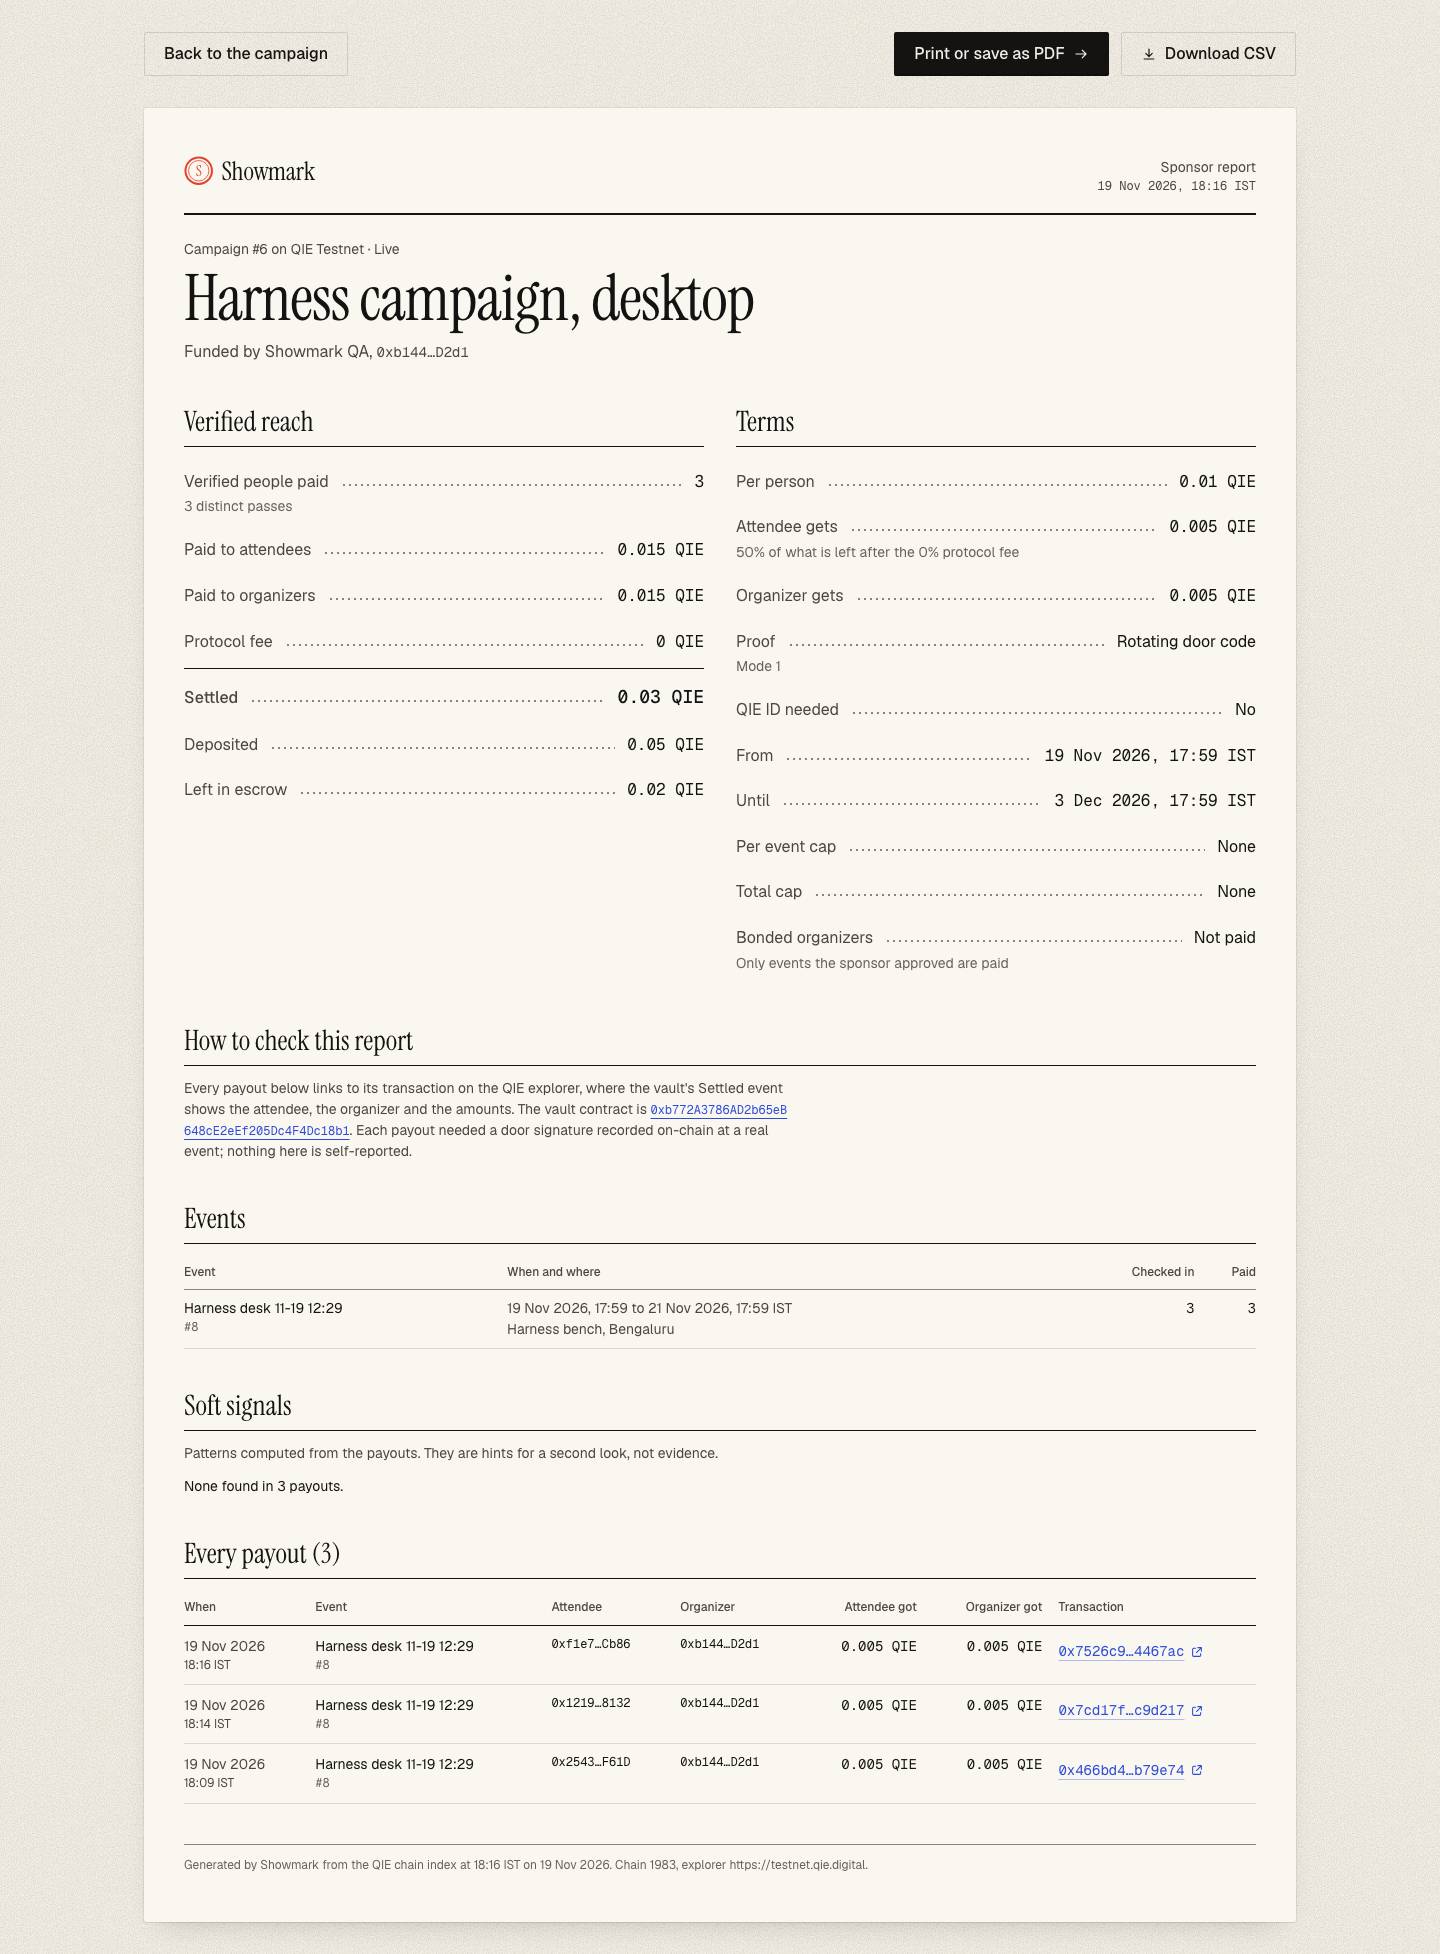 Back to the campaign
Print or save as PDF →
Download CSV
S
Showmark
Sponsor report
19 Nov 2026, 18:16 IST
Campaign #6 on QIE Testnet · Live
Harness campaign, desktop
Funded by Showmark QA, 0xb144…D2d1
Verified reach
Verified people paid 3
3 distinct passes
Paid to attendees 0.015 QIE
Paid to organizers 0.015 QIE
Protocol fee 0 QIE
Settled 0.03 QIE
Deposited 0.05 QIE
Left in escrow 0.02 QIE
Terms
Per person 0.01 QIE
Attendee gets 0.005 QIE
50% of what is left after the 0% protocol fee
Organizer gets 0.005 QIE
Proof Rotating door code
Mode 1
QIE ID needed No
From 19 Nov 2026, 17:59 IST
Until 3 Dec 2026, 17:59 IST
Per event cap None
Total cap None
Bonded organizers Not paid
Only events the sponsor approved are paid
How to check this report
Every payout below links to its transaction on the QIE explorer, where the vault's Settled event
shows the attendee, the organizer and the amounts. The vault contract is 0xb772A3786AD2b65eB
648cE2eEf205Dc4F4Dc18b1. Each payout needed a door signature recorded on-chain at a real
event; nothing here is self-reported.
Events
Event When and where Checked in Paid
Harness desk 11-19 12:29 19 Nov 2026, 17:59 to 21 Nov 2026, 17:59 IST 3 3
#8 Harness bench, Bengaluru
Soft signals
Patterns computed from the payouts. They are hints for a second look, not evidence.
None found in 3 payouts.
Every payout (3)
When Event Attendee Organizer Attendee got Organizer got Transaction
19 Nov 2026 Harness desk 11-19 12:29 0xf1e7…Cb86 0xb144…D2d1 0.005 QIE 0.005 QIE 0x7526c9…4467ac
18:16 IST #8
19 Nov 2026 Harness desk 11-19 12:29 0x1219…8132 0xb144…D2d1 0.005 QIE 0.005 QIE 0x7cd17f…c9d217
18:14 IST #8
19 Nov 2026 Harness desk 11-19 12:29 0x2543…F61D 0xb144…D2d1 0.005 QIE 0.005 QIE 0x466bd4…b79e74
18:09 IST #8
Generated by Showmark from the QIE chain index at 18:16 IST on 19 Nov 2026. Chain 1983, explorer https://testnet.qie.digital.